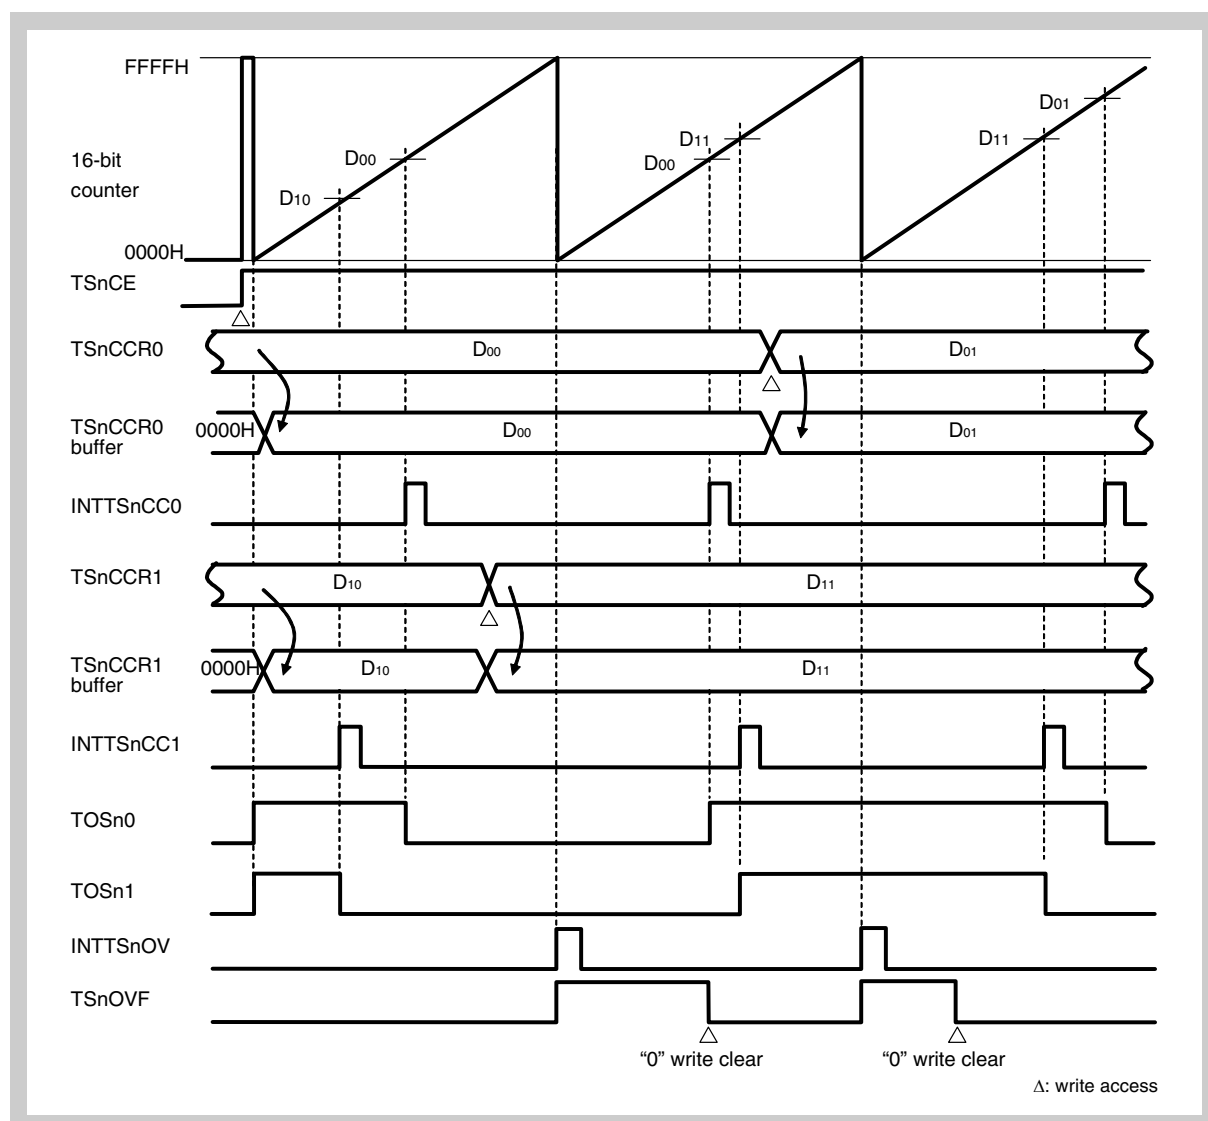 FFFFH
D01
D11
D11
D00
D00
16-bit
counter
D10
0000H
TSnCE
△
TSnCCR0
D00
D01
△
TSnCCR0
buffer
0000H
D00
D01
INTTSnCC0
TSnCCR1
D10
D11
△
TSnCCR1
buffer
0000H
D10
D11
INTTSnCC1
TOSn0
TOSn1
INTTSnOV
TSnOVF
△
△
“0” write clear
“0” write clear
Δ: write access